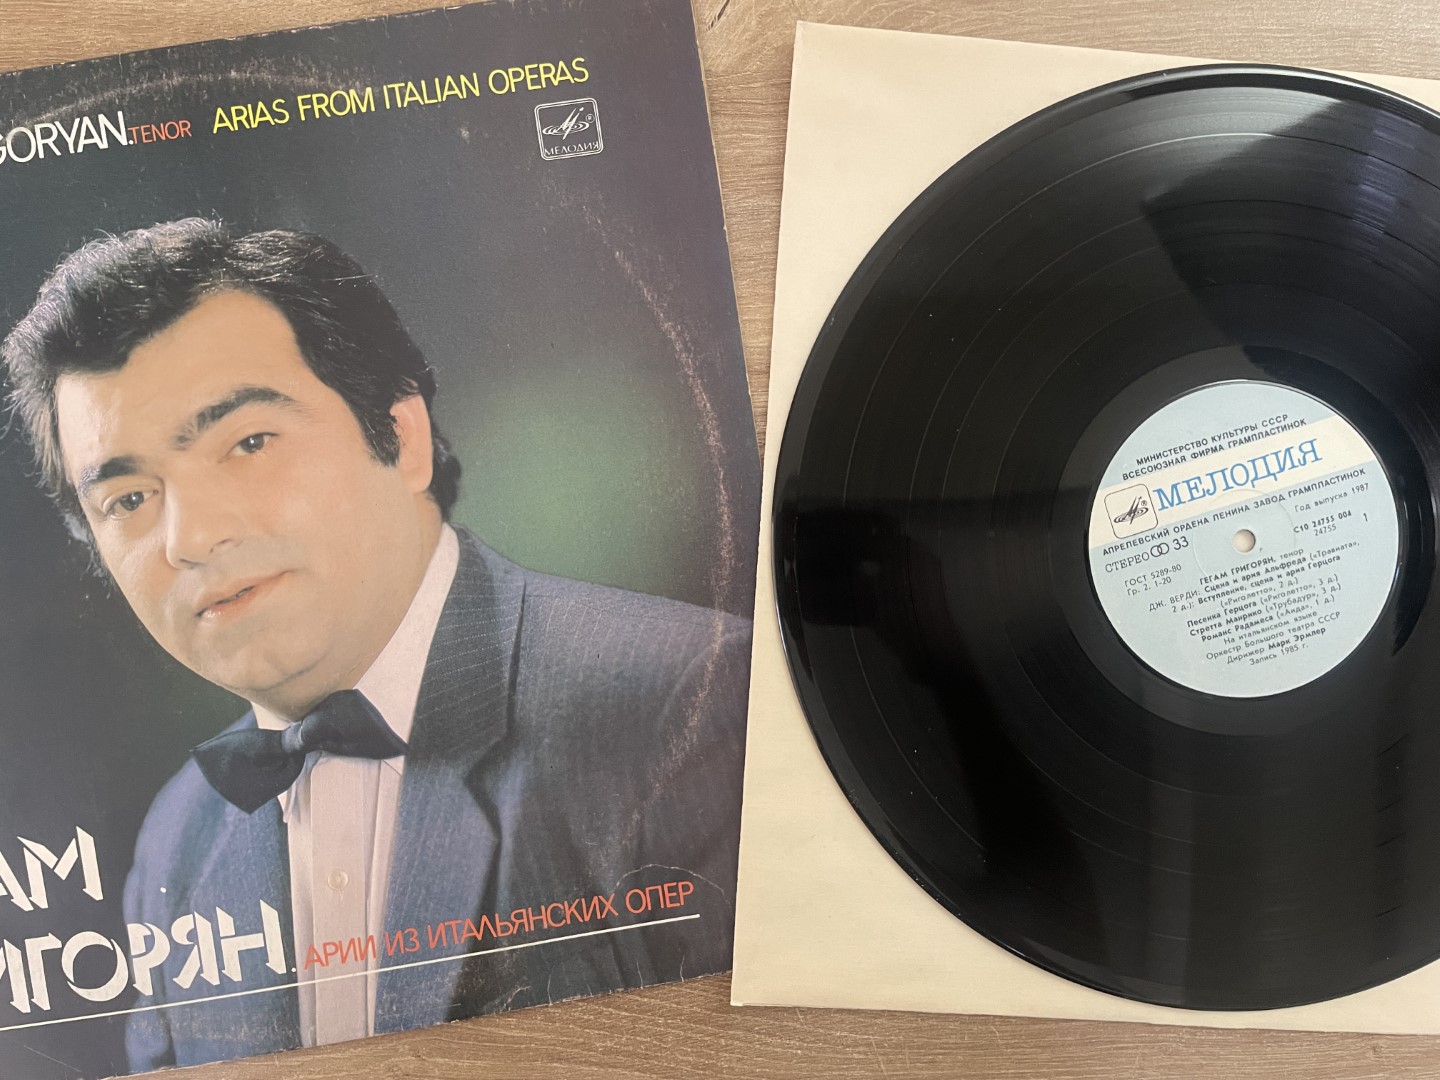 GORYAN. TENOR ARIAS FROM ITALIAN OPERAS
МЕЛОДИЯ
АМ
ИГОРЯН. АРИИ ИЗ ИТАЛЬЯНСКИХ ОПЕР
МИНИСТЕРСТВО КУЛЬТУРЫ СССР
ВСЕСОЮЗНАЯ ФИРМА ГРАМПЛАСТИНОК
МЕЛОДИЯ
АПРЕЛЕВСКИЙ ОРДЕНА ЛЕНИНА ЗАВОД ГРАМПЛАСТИНОК
СТЕРЕО 33
Год выпуска 1987
ГОСТ 5289-80
Гр. 2. 1-20
С10 24755 004
24755
1
ГЕГАМ ГРИГОРЯН, тенор
ДЖ. ВЕРДИ: Сцена и ария Альфреда («Травиата»,
2 д.); Вступление, сцена и ария Герцога
(«Риголетто», 2 д.)
Песенка Герцога («Риголетто», 3 д.)
Стретта Манрико («Трубадур», 3 д.)
Романс Радамеса («Аида», 1 д.)
На итальянском языке
Оркестр Большого театра СССР
Дирижер Марк Эрмлер
Запись 1985 г.